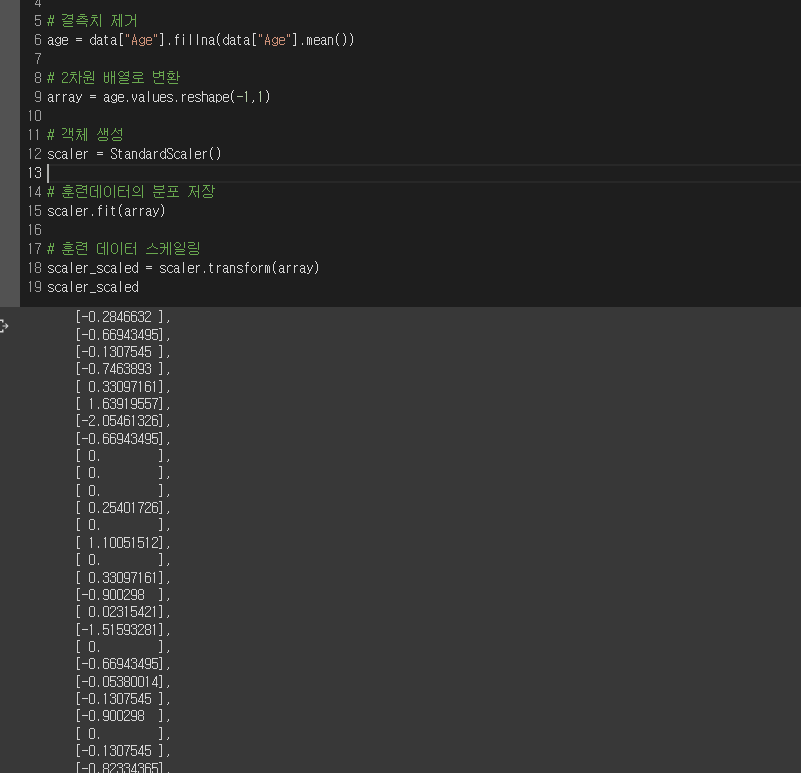 4
5 # 결측치 제거
6 age = data["Age"].fillna(data["Age"].mean())
7
8 # 2차원 배열로 변환
9 array = age.values.reshape(-1,1)
10
11 # 객체 생성
12 scaler = StandardScaler()
13
14 # 훈련데이터의 분포 저장
15 scaler.fit(array)
16
17 # 훈련 데이터 스케일링
18 scaler_scaled = scaler.transform(array)
19 scaler_scaled
[-0.2846632 ],
[-0.66943495],
[-0.1307545 ],
[-0.7463893 ],
[ 0.33097161],
[ 1.63919557],
[-2.05461326],
[-0.66943495],
[ 0.        ],
[ 0.        ],
[ 0.        ],
[ 0.25401726],
[ 0.        ],
[ 1.10051512],
[ 0.        ],
[ 0.33097161],
[-0.900298  ],
[ 0.02315421],
[-1.51593281],
[ 0.        ],
[-0.66943495],
[-0.05380014],
[-0.1307545 ],
[-0.900298  ],
[ 0.        ],
[-0.1307545 ],
[-0.82334365],